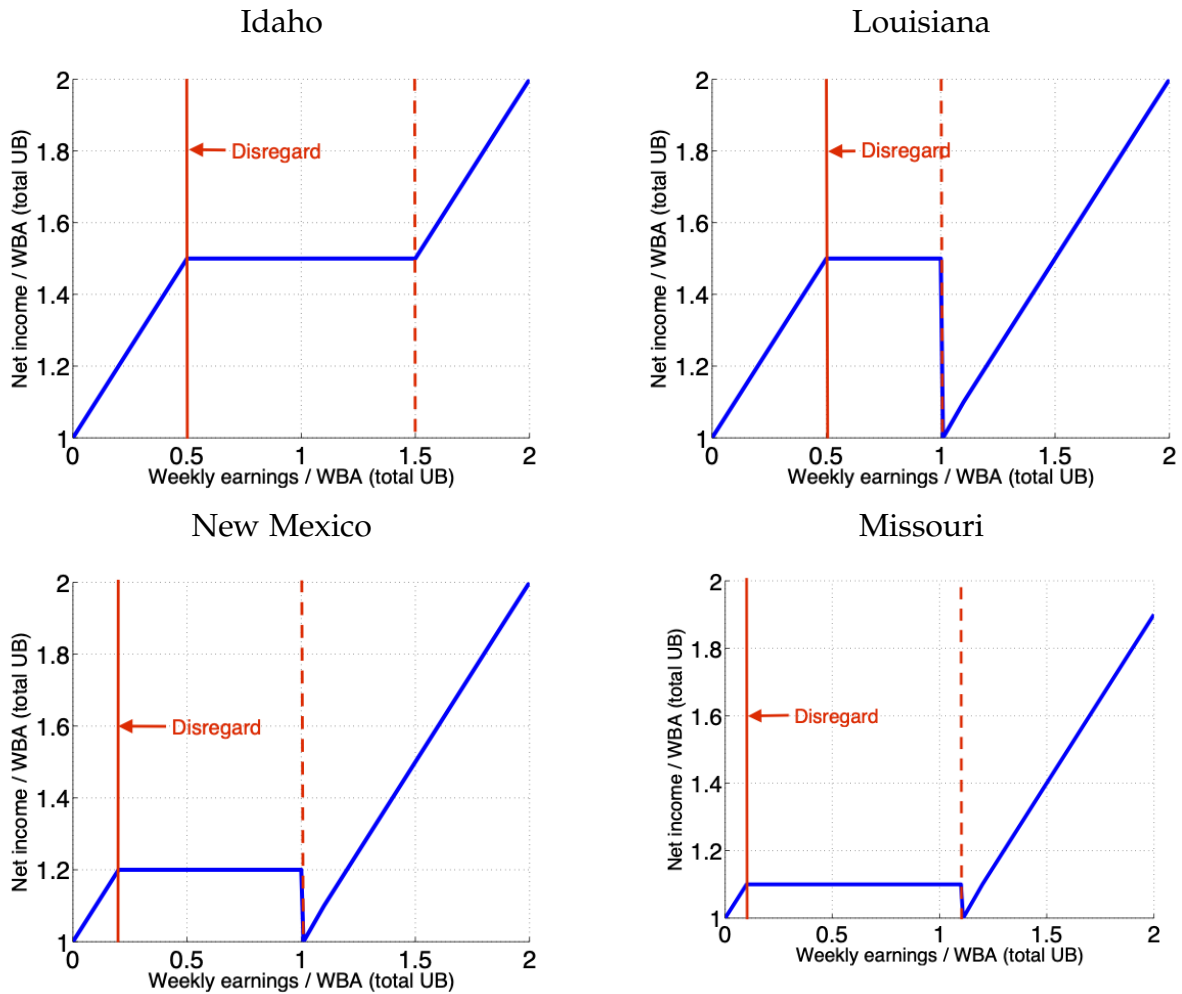 Idaho
Net income / WBA (total UB)
2
1.8
1.6
1.4
1.2
1
Disregard
0 0.5 1 1.5 2
Weekly earnings / WBA (total UB)
Louisiana
Net income / WBA (total UB)
2
1.8
1.6
1.4
1.2
1
Disregard
0 0.5 1 1.5 2
Weekly earnings / WBA (total UB)
New Mexico
Net income / WBA (total UB)
2
1.8
1.6
1.4
1.2
1
Disregard
0 0.5 1 1.5 2
Weekly earnings / WBA (total UB)
Missouri
Net income / WBA (total UB)
2
1.8
1.6
1.4
1.2
1
Disregard
0 0.5 1 1.5 2
Weekly earnings / WBA (total UB)